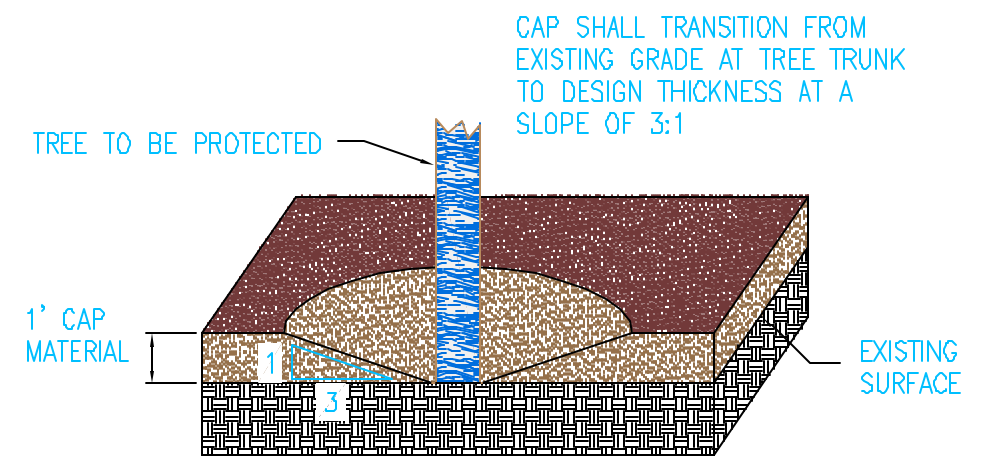 CAP SHALL TRANSITION FROM
EXISTING GRADE AT TREE TRUNK
TO DESIGN THICKNESS AT A
SLOPE OF 3:1
TREE TO BE PROTECTED
1' CAP
MATERIAL
1
3
EXISTING
SURFACE